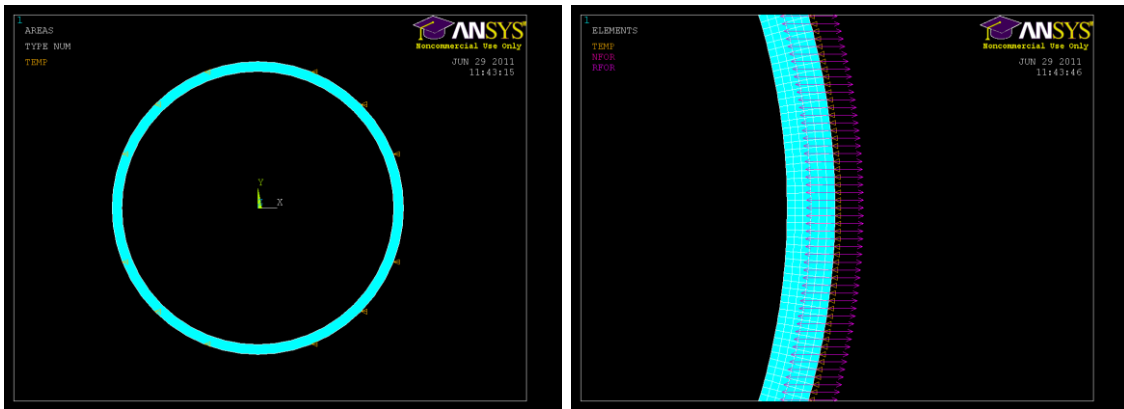 1
AREAS
TYPE NUM
TEMP
ANSYS
Noncommercial Use Only
JUN 29 2011
11:43:15
Y
X
1
ELEMENTS
TEMP
NFOR
RFOR
ANSYS
Noncommercial Use Only
JUN 29 2011
11:43:46